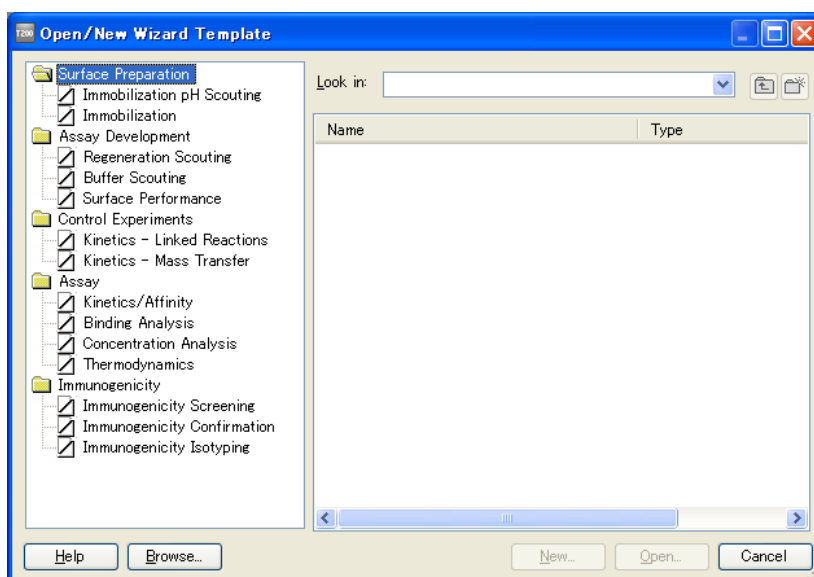 T200 Open/New Wizard Template
Surface Preparation
Immobilization pH Scouting
Immobilization
Assay Development
Regeneration Scouting
Buffer Scouting
Surface Performance
Control Experiments
Kinetics - Linked Reactions
Kinetics - Mass Transfer
Assay
Kinetics/Affinity
Binding Analysis
Concentration Analysis
Thermodynamics
Immunogenicity
Immunogenicity Screening
Immunogenicity Confirmation
Immunogenicity Isotyping
Look in:
Name Type
Help Browse... New... Open... Cancel